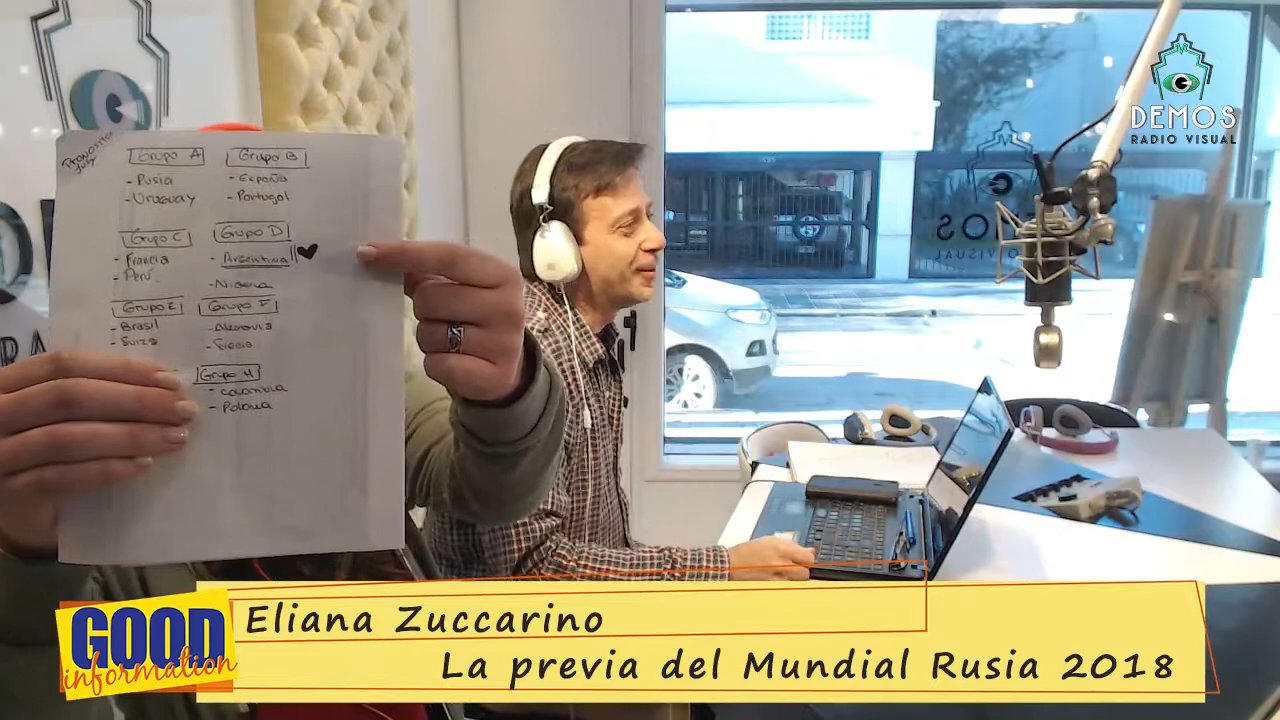 DEMOS
RADIO VISUAL
Grupo A
- Rusia
- Uruguay
Grupo B
- España
- Portugal
Grupo C
- Francia
- Perú
Grupo D
- Argentina
- Nigeria
Grupo E
- Brasil
- Suiza
Grupo F
- Alemania
- Suecia
Grupo H
- Colombia
- Polonia
GOOD
information
Eliana Zuccarino
La previa del Mundial Rusia 2018